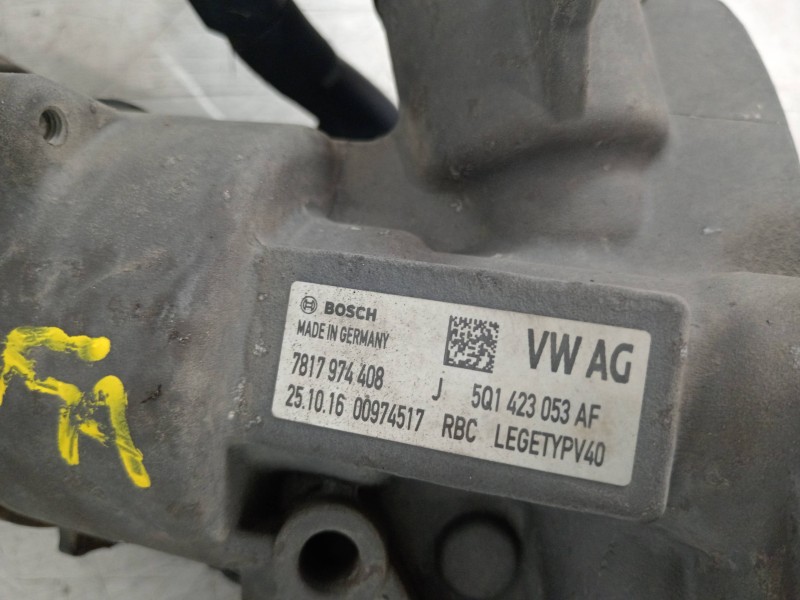 BOSCH
VW AG
MADE IN GERMANY
7817 974 408 J 5Q1 423 053 AF
25.10.16 00974517 RBC LEGETYPV40